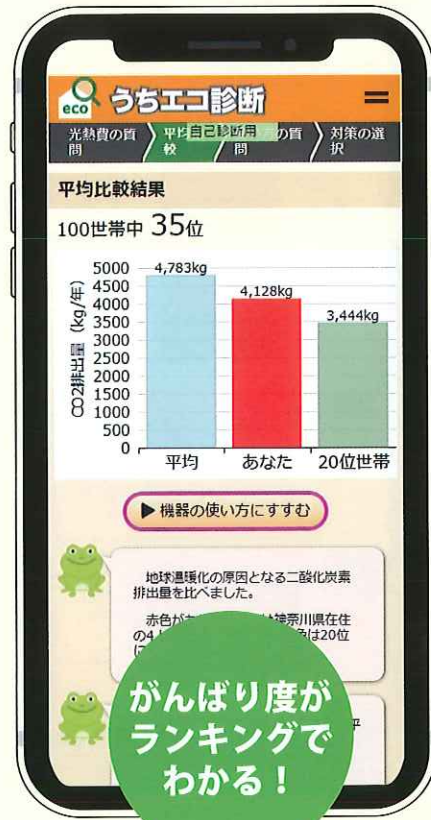 eco うちエコ診断
光熱費の質問
平均
較
自己診断用
の質問
対策の選択
平均比較結果
100世帯中 35位
CO2排出量 (kg/年)
5000
4500
4000
3500
3000
2500
2000
1500
1000
500
0
4,783kg
4,128kg
3,444kg
平均 あなた 20位世帯
▶機器の使い方にすすむ
地球温暖化の原因となる二酸化炭素
排出量を比べました。
赤色が
神奈川県在住
の4
は20位
がんばり度が
ランキングで
わかる！